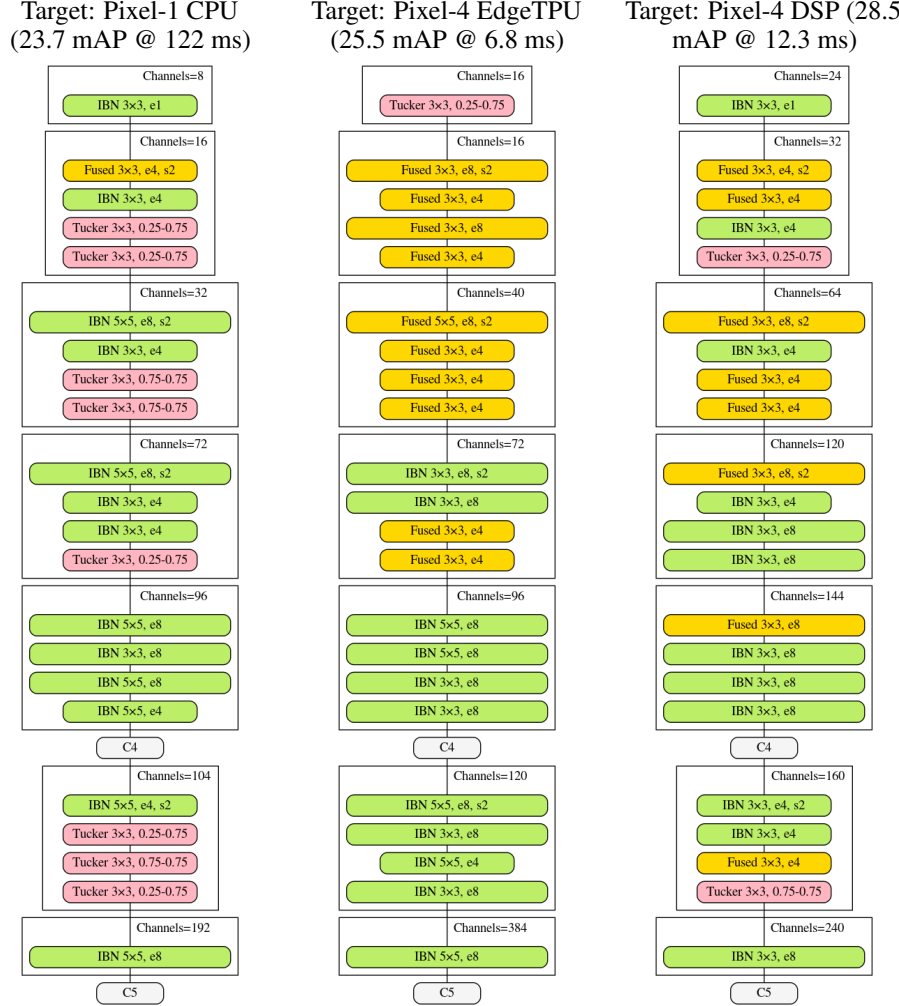 Target: Pixel-1 CPU
(23.7 mAP @ 122 ms)
Channels=8
IBN 3×3, e1
Channels=16
Fused 3×3, e4, s2
IBN 3×3, e4
Tucker 3×3, 0.25-0.75
Tucker 3×3, 0.25-0.75
Channels=32
IBN 5×5, e8, s2
IBN 3×3, e4
Tucker 3×3, 0.75-0.75
Tucker 3×3, 0.75-0.75
Channels=72
IBN 5×5, e8, s2
IBN 3×3, e4
IBN 3×3, e4
Tucker 3×3, 0.25-0.75
Channels=96
IBN 5×5, e8
IBN 3×3, e8
IBN 5×5, e8
IBN 5×5, e4
C4
Channels=104
IBN 5×5, e4, s2
Tucker 3×3, 0.25-0.75
Tucker 3×3, 0.75-0.75
Tucker 3×3, 0.25-0.75
Channels=192
IBN 5×5, e8
C5
Target: Pixel-4 EdgeTPU
(25.5 mAP @ 6.8 ms)
Channels=16
Tucker 3×3, 0.25-0.75
Channels=16
Fused 3×3, e8, s2
Fused 3×3, e4
Fused 3×3, e8
Fused 3×3, e4
Channels=40
Fused 5×5, e8, s2
Fused 3×3, e4
Fused 3×3, e4
Fused 3×3, e4
Channels=72
IBN 3×3, e8, s2
IBN 3×3, e8
Fused 3×3, e4
Fused 3×3, e4
Channels=96
IBN 5×5, e8
IBN 5×5, e8
IBN 3×3, e8
IBN 3×3, e8
Channels=120
IBN 5×5, e8, s2
IBN 3×3, e8
IBN 5×5, e4
IBN 3×3, e8
C4
Channels=384
IBN 5×5, e8
C5
Target: Pixel-4 DSP (28.5
mAP @ 12.3 ms)
Channels=24
IBN 3×3, e1
Channels=32
Fused 3×3, e4, s2
Fused 3×3, e4
IBN 3×3, e4
Tucker 3×3, 0.25-0.75
Channels=64
Fused 3×3, e8, s2
IBN 3×3, e4
Fused 3×3, e4
Fused 3×3, e4
Channels=120
Fused 3×3, e8, s2
IBN 3×3, e4
IBN 3×3, e8
IBN 3×3, e8
Channels=144
Fused 3×3, e8
IBN 3×3, e8
IBN 3×3, e8
IBN 3×3, e8
C4
Channels=160
IBN 3×3, e4, s2
IBN 3×3, e4
Fused 3×3, e4
Tucker 3×3, 0.75-0.75
Channels=240
IBN 3×3, e8
C5